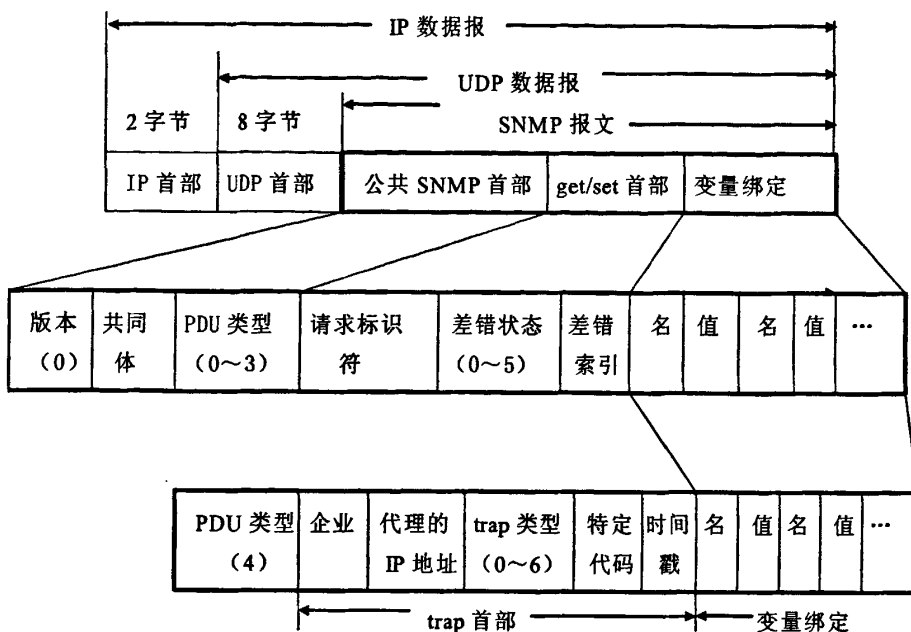 IP 数据报
UDP 数据报
2 字节 8 字节 SNMP 报文
IP 首部 UDP 首部 公共 SNMP 首部 get/set 首部 变量绑定
版本 (0) 共同体 PDU 类型 (0~3) 请求标识符 差错状态 (0~5) 差错索引 名 值 名 值 …
PDU 类型 (4) 企业 代理的 IP 地址 trap 类型 (0~6) 特定代码 时间戳 名 值 名 值 …
trap 首部 变量绑定